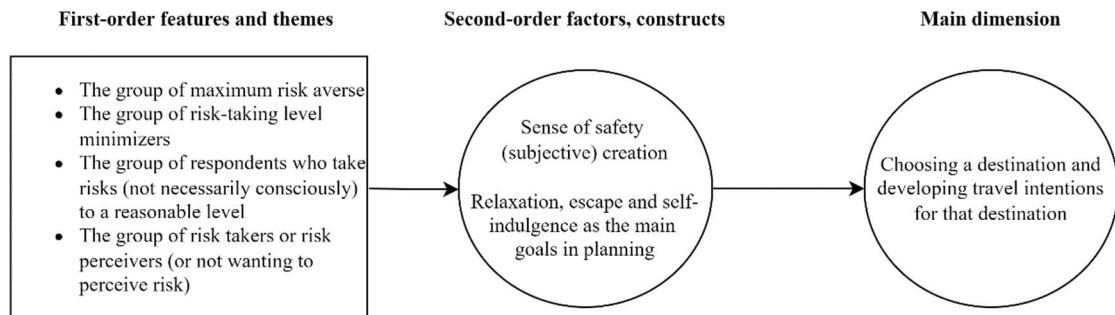 First-order features and themes
Second-order factors, constructs
Main dimension
• The group of maximum risk averse
• The group of risk-taking level
minimizers
• The group of respondents who take
risks (not necessarily consciously)
to a reasonable level
• The group of risk takers or risk
perceivers (or not wanting to
perceive risk)
Sense of safety
(subjective) creation
Relaxation, escape and self-
indulgence as the main
goals in planning
Choosing a destination and
developing travel intentions
for that destination